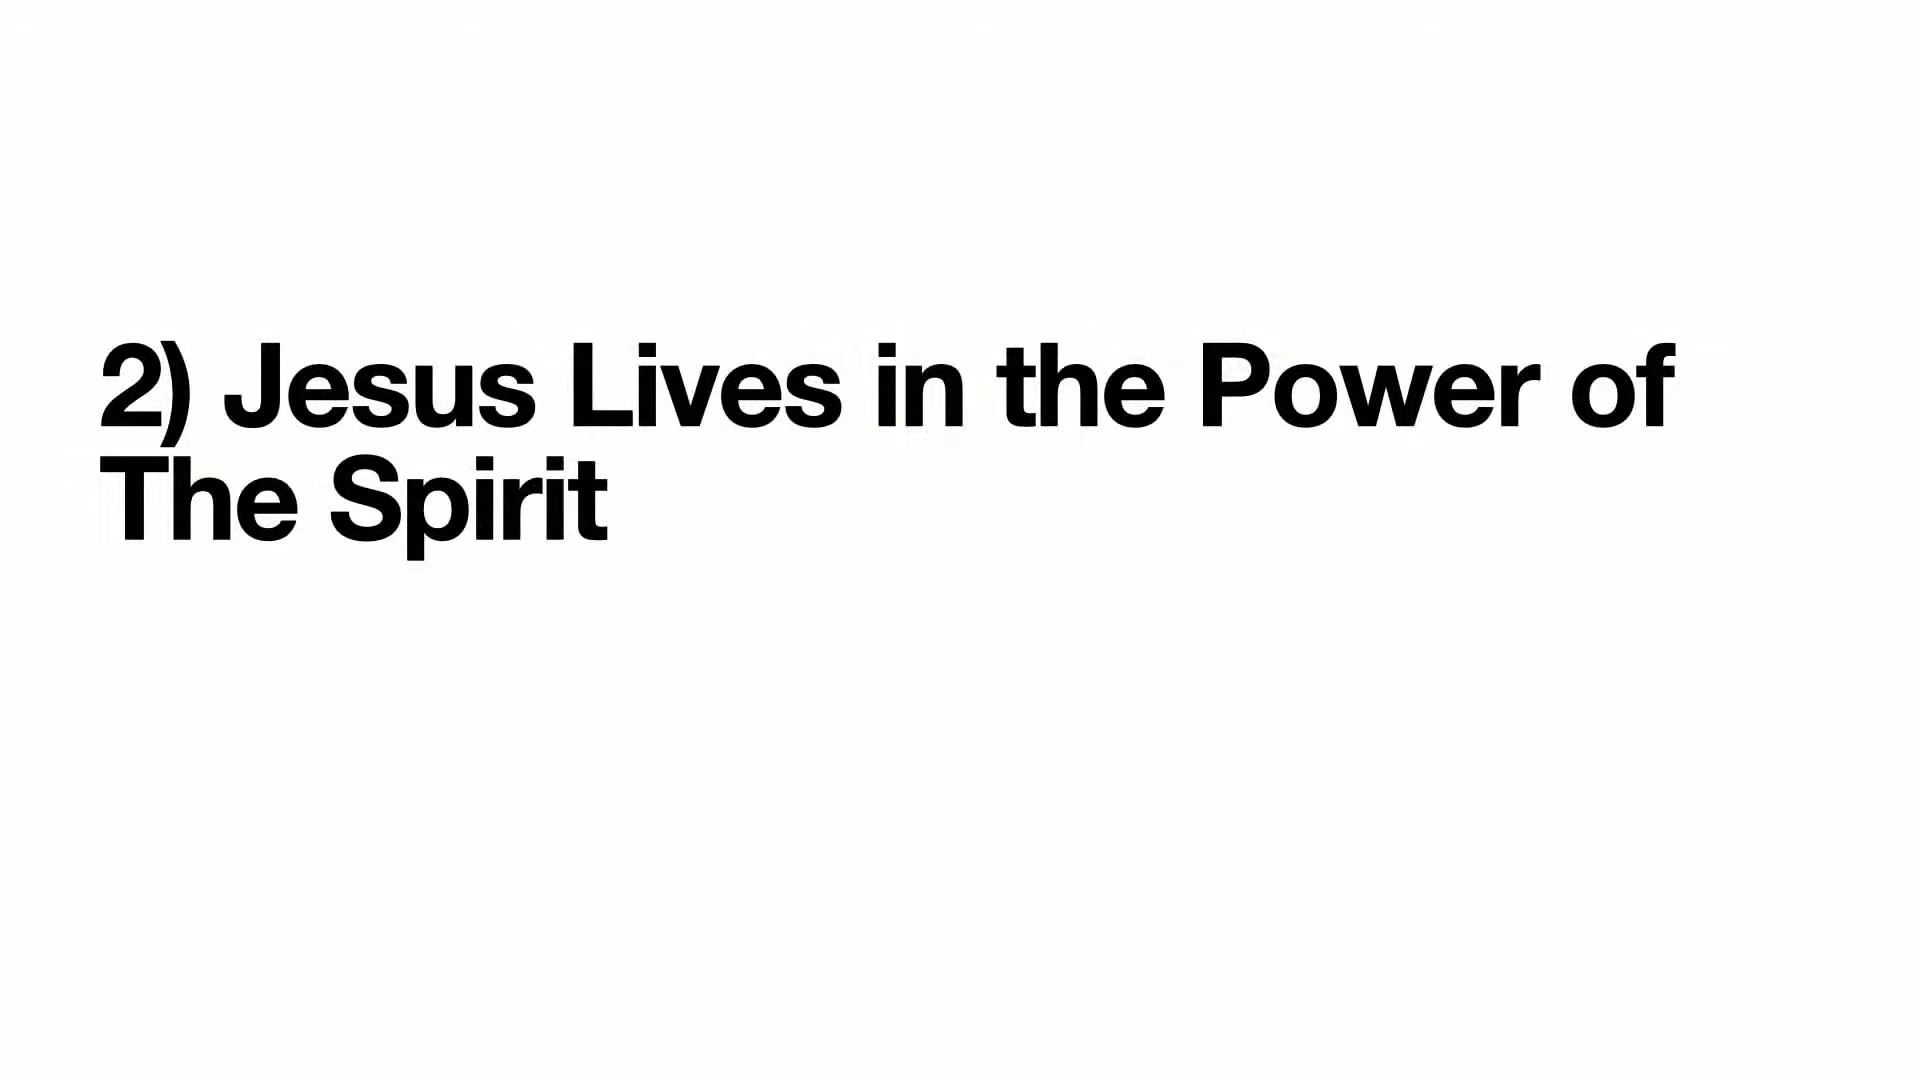 2) Jesus Lives in the Power of
The Spirit